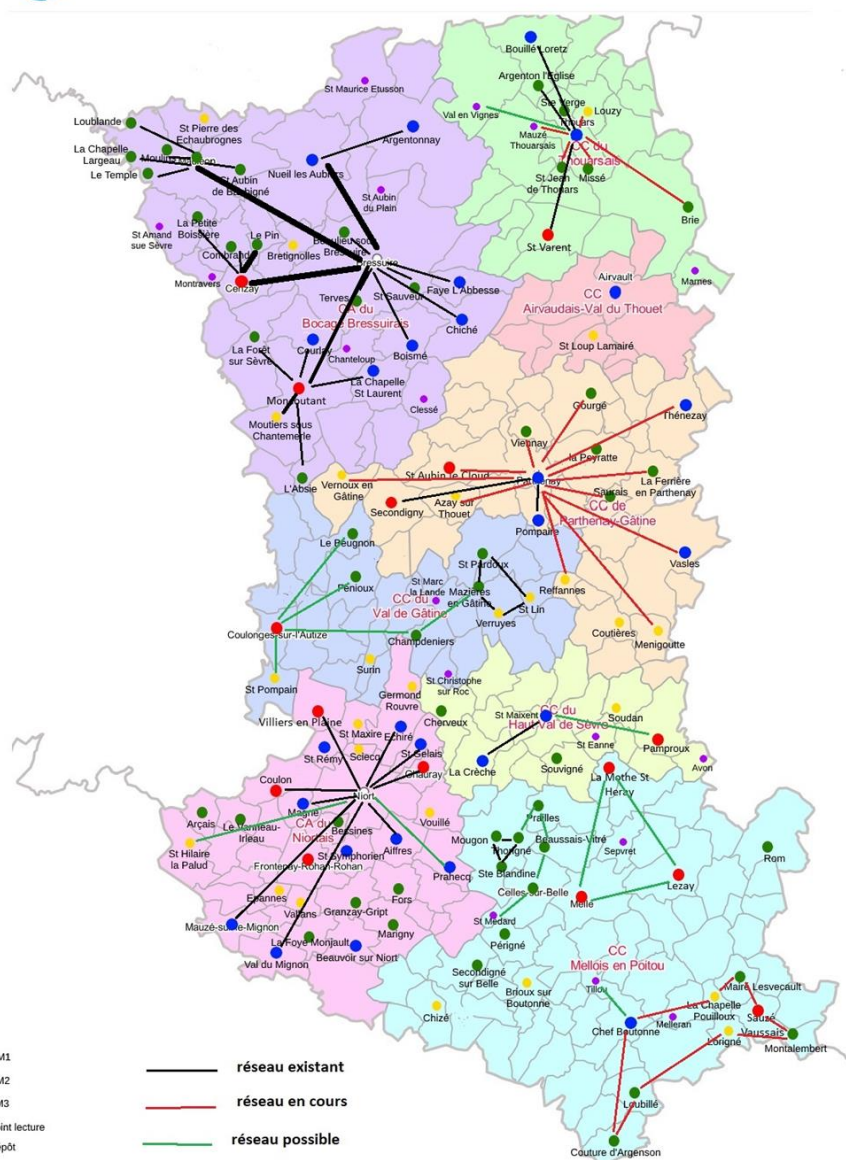 Bouillé Loretz
Argenton l'Eglise
St Maurice Etusson
Ste Verge
Louzy
Val en Vignes
Thouars
Loublande
St Pierre des
Echaubrognes
Argentonnay
Mauzé
Thouarsais
CC du
Thouarsais
La Chapelle
Largeau
St Aubin
de Baubigné
Nueil les Aubiers
St Jean
de Thouars
Missé
Le Temple
St Aubin
du Plain
La Petite
Boissière
Brie
St Amand
sue Sèvre
Le Pin
Combrand
Bretignolles
Beaulieu sous
Bressuire
St Varent
Bressuire
Montravers
Cerizay
Faye L'Abbesse
Airvault
Mames
Terves
St Sauveur
CC
Airvaudais-Val du Thouet
CA du
Bocage Bressuirais
Chiché
La Forêt
sur Sèvre
Courlay
Chanteloup
Boismé
St Loup Lamairé
La Chapelle
St Laurent
Moncoutant
Clessé
Gourgé
Thénezay
Moutiers sous
Chantemerle
Viennay
la Peyratte
St Aubin le Cloud
Parthenay
La Ferrière
en Parthenay
L'Absie
Vernoux en
Gâtine
Saurais
Secondigny
Azay sur
Thouet
CC de
Parthenay-Gâtine
Pompaire
Le Beugnon
St Pardoux
Vasles
Fénioux
St Marc
la Lande
Mazières
en Gâtine
Reffannes
CC du
Val de Gâtine
St Lin
Verruyes
Coulonges-sur-l'Autize
Champdeniers
Coutières
Menigoutte
Surin
St Pompain
St Christophe
sur Roc
Germond
Rouvre
Villiers en Plaine
Cherveux
CC du
Haut Val de Sèvre
St Maixent
Soudan
St Maxire
Echiré
St Eanne
Pamproux
St Rémy
Sciecq
St Gelais
Chauray
La Crèche
Souvigné
Avon
Coulon
La Mothe St
Héray
Niort
Magné
Arçais
Le Vanneau-
Irleau
CA du
Niortais
Bessines
Vouillé
Prailles
Mougon
Thorigné
Beaussais-Vitré
Sepvret
Rom
St Hilaire
la Palud
St Symphorien
Aiffres
Frontenay-Rohan-Rohan
Prahecq
Ste Blandine
Lezay
Celles-sur-Belle
Melle
Epannes
Vallans
Granzay-Gript
Fors
St Médard
Mauzé-sur-le-Mignon
Marigny
Périgné
La Foye Monjault
Val du Mignon
Beauvoir sur Niort
CC
Mellois en Poitou
Secondigné
sur Belle
Brioux sur
Boutonne
Tillou
Mairé Lesvecault
La Chapelle
Pouilloux
Chizé
Chef Boutonne
Melleran
Sauzé
Vaussais
Lorigné
Montalembert
M1
réseau existant
M2
M3
réseau en cours
Loubillé
int lecture
réseau possible
pôt
Couture d'Argenson